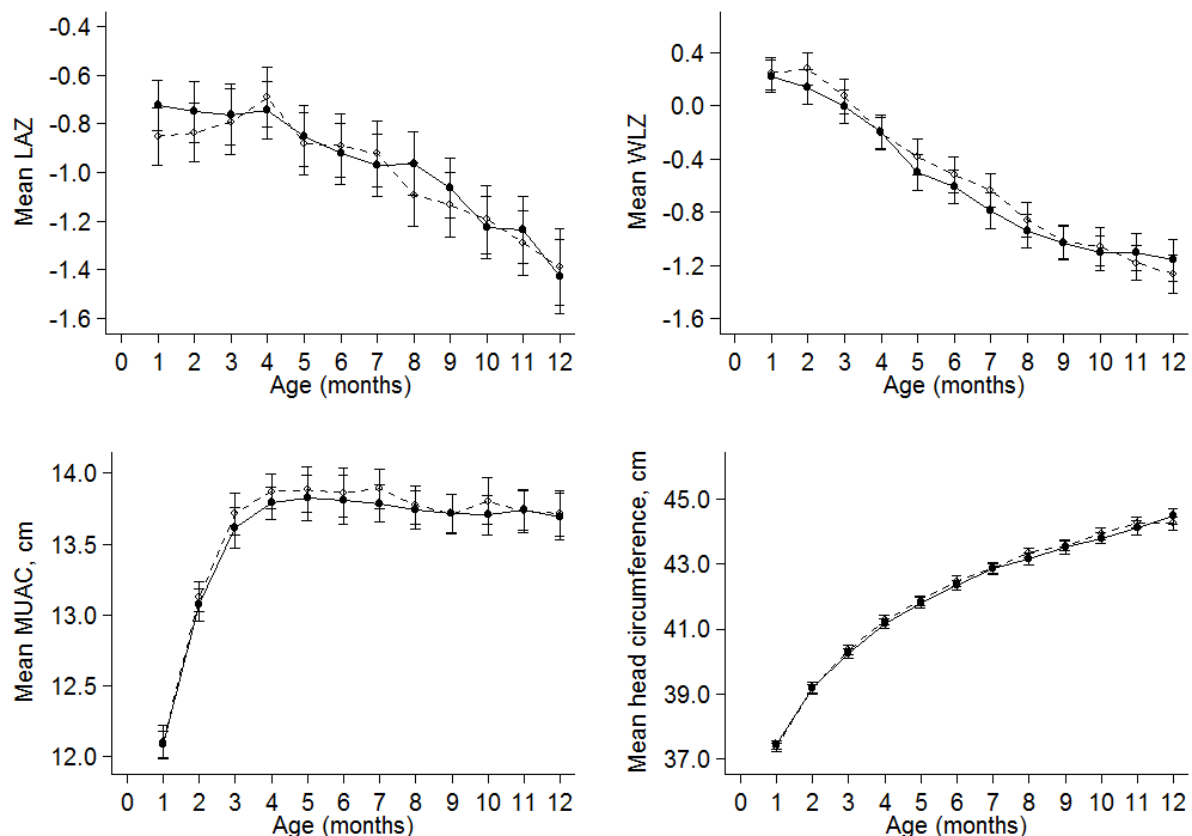 Mean LAZ
-0.4
-0.6
-0.8
-1.0
-1.2
-1.4
-1.6
0 1 2 3 4 5 6 7 8 9 10 11 12
Age (months)
Mean WLZ
0.4
0.0
-0.4
-0.8
-1.2
-1.6
0 1 2 3 4 5 6 7 8 9 10 11 12
Age (months)
Mean MUAC, cm
14.0
13.5
13.0
12.5
12.0
0 1 2 3 4 5 6 7 8 9 10 11 12
Age (months)
Mean head circumference, cm
45.0
43.0
41.0
39.0
37.0
0 1 2 3 4 5 6 7 8 9 10 11 12
Age (months)